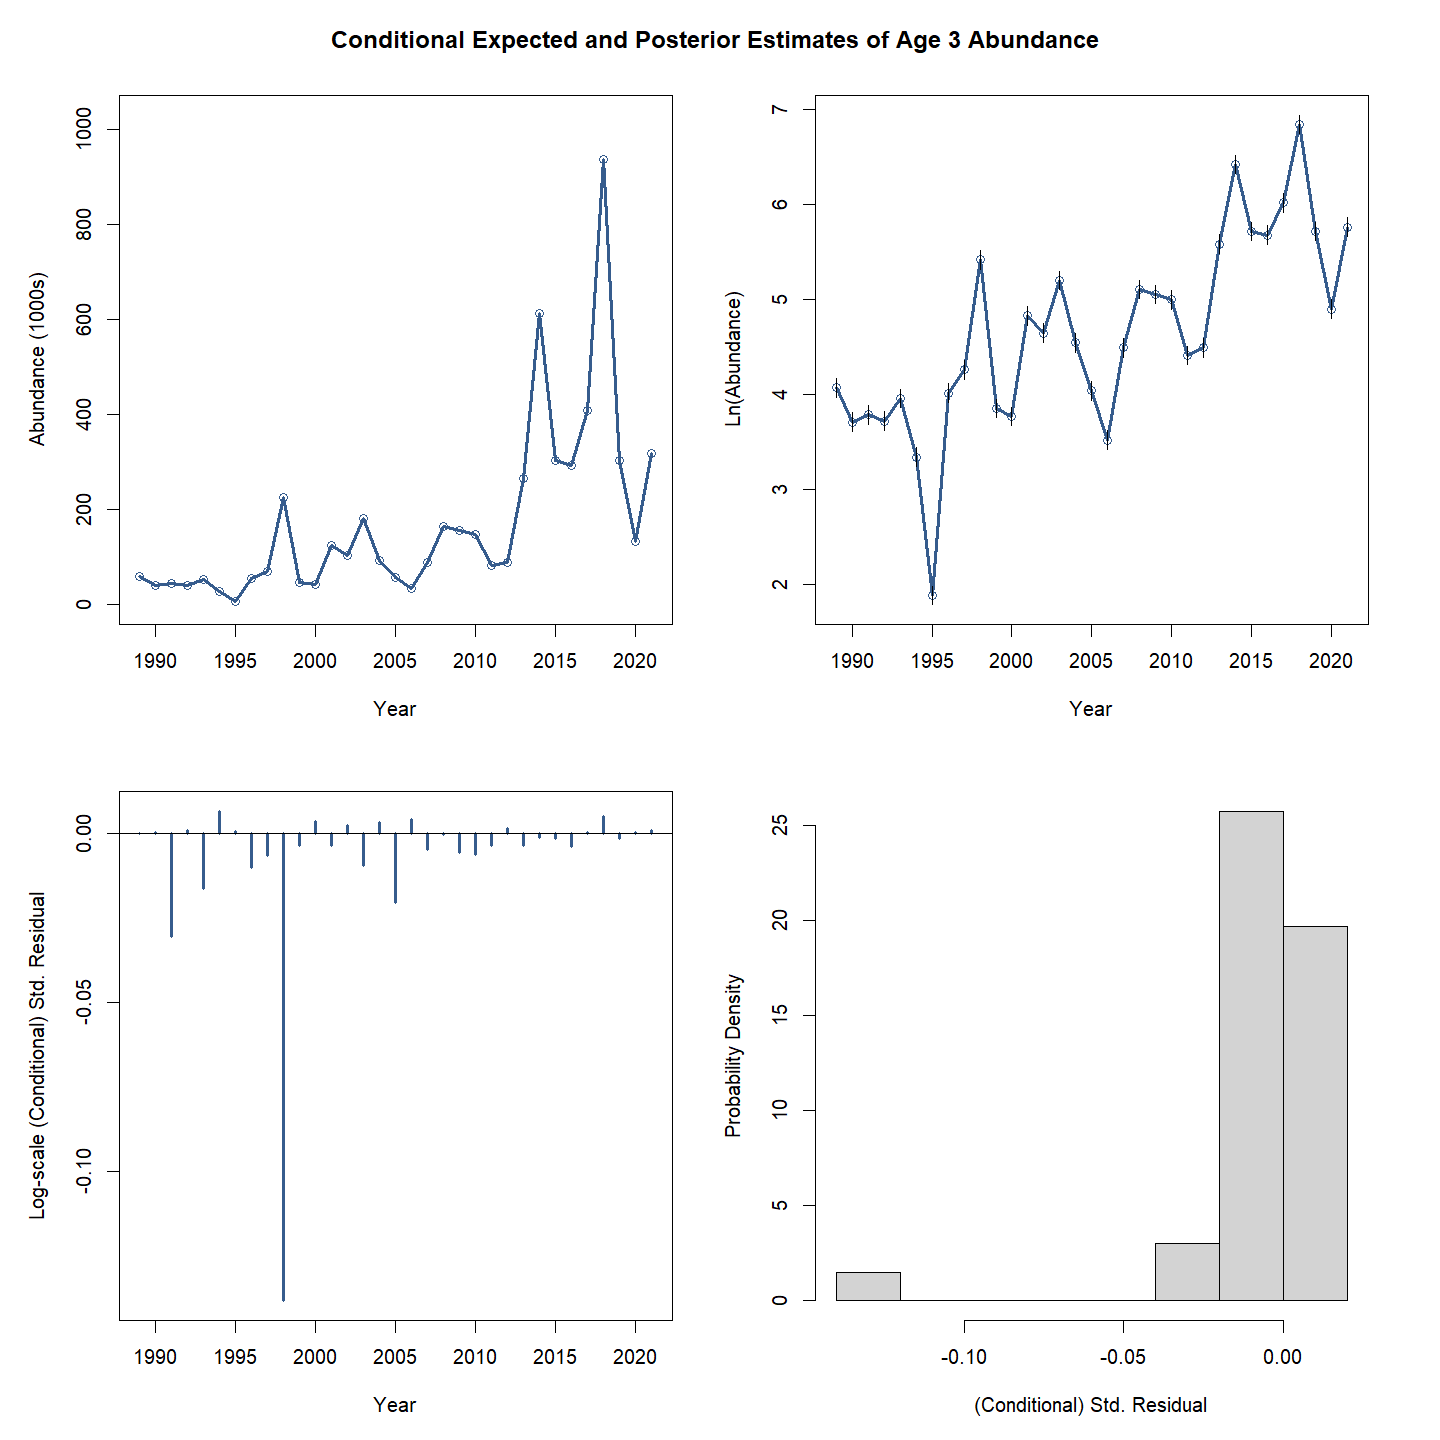 Conditional Expected and Posterior Estimates of Age 3 Abundance
Abundance (1000s)
1000
800
600
400
200
0
1990 1995 2000 2005 2010 2015 2020
Year
Ln(Abundance)
7
6
5
4
3
2
1990 1995 2000 2005 2010 2015 2020
Year
Log-scale (Conditional) Std. Residual
0.00
-0.05
-0.10
1990 1995 2000 2005 2010 2015 2020
Year
Probability Density
25
20
15
10
5
0
-0.10 -0.05 0.00
(Conditional) Std. Residual